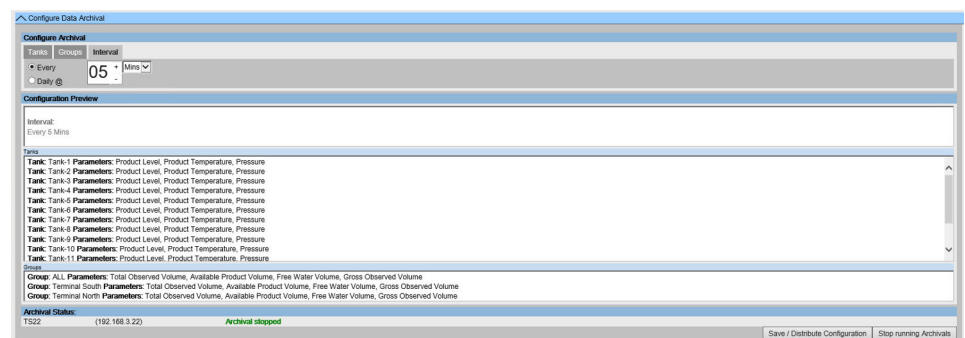 Configure Data Archival
Configure Archival
Tanks Groups Interval
Every
05 + Mins
Daily @ -
Configuration Preview
Interval:
Every 5 Mins
Tanks
Tank: Tank-1 Parameters: Product Level, Product Temperature, Pressure
Tank: Tank-2 Parameters: Product Level, Product Temperature, Pressure
Tank: Tank-3 Parameters: Product Level, Product Temperature, Pressure
Tank: Tank-4 Parameters: Product Level, Product Temperature, Pressure
Tank: Tank-5 Parameters: Product Level, Product Temperature, Pressure
Tank: Tank-6 Parameters: Product Level, Product Temperature, Pressure
Tank: Tank-7 Parameters: Product Level, Product Temperature, Pressure
Tank: Tank-8 Parameters: Product Level, Product Temperature, Pressure
Tank: Tank-9 Parameters: Product Level, Product Temperature, Pressure
Tank: Tank-10 Parameters: Product Level, Product Temperature, Pressure
Tank: Tank-11 Parameters: Product Level, Product Temperature, Pressure
Groups
Group: ALL Parameters: Total Observed Volume, Available Product Volume, Free Water Volume, Gross Observed Volume
Group: Terminal South Parameters: Total Observed Volume, Available Product Volume, Free Water Volume, Gross Observed Volume
Group: Terminal North Parameters: Total Observed Volume, Available Product Volume, Free Water Volume, Gross Observed Volume
Archival Status:
TS22 (192.168.3.22) Archival stopped
Save / Distribute Configuration Stop running Archivals